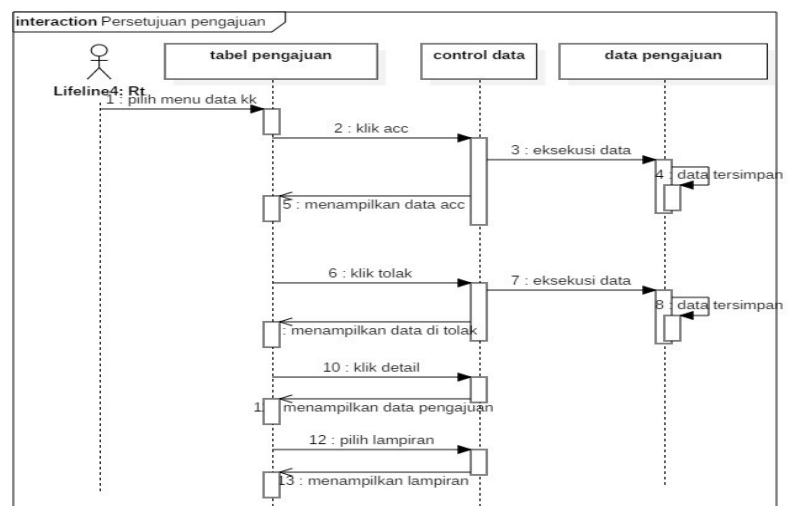 interaction Persetujuan pengajuan
tabel pengajuan
control data
data pengajuan
Lifeline4: Rt
1 : pilih menu data kk
2 : klik acc
3 : eksekusi data
4 : data tersimpan
5 : menampilkan data acc
6 : klik tolak
7 : eksekusi data
8 : data tersimpan
: menampilkan data di tolak
10 : klik detail
1 menampilkan data pengajuan
12 : pilih lampiran
13 : menampilkan lampiran